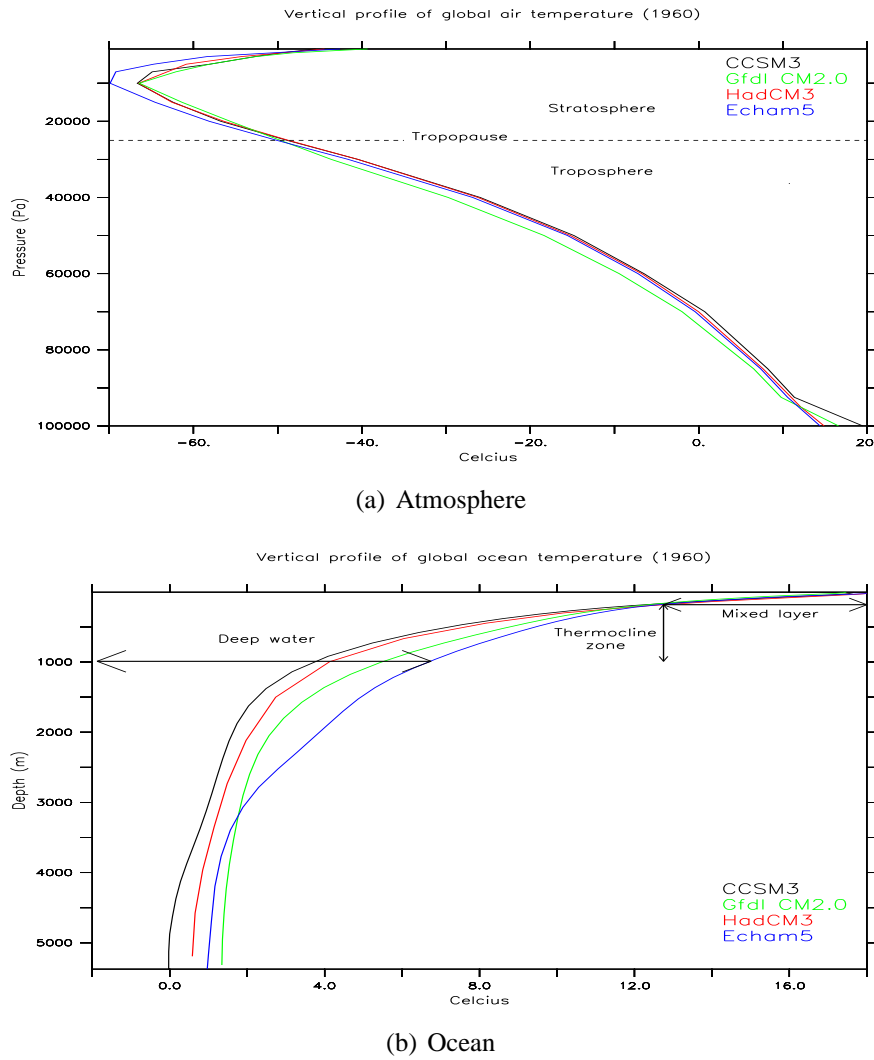 Vertical profile of global air temperature (1960)
CCSM3
Gfdl CM2.0
HadCM3
Echam5
Stratosphere
Tropopause
Troposphere
20000
40000
60000
80000
100000
Pressure (Pa)
-60.
-40.
-20.
0.
20
Celcius
(a) Atmosphere
Vertical profile of global ocean temperature (1960)
Mixed layer
Deep water
Thermocline
zone
1000
2000
3000
4000
5000
Depth (m)
CCSM3
Gfdl CM2.0
HadCM3
Echam5
0.0
4.0
8.0
12.0
16.0
Celcius
(b) Ocean